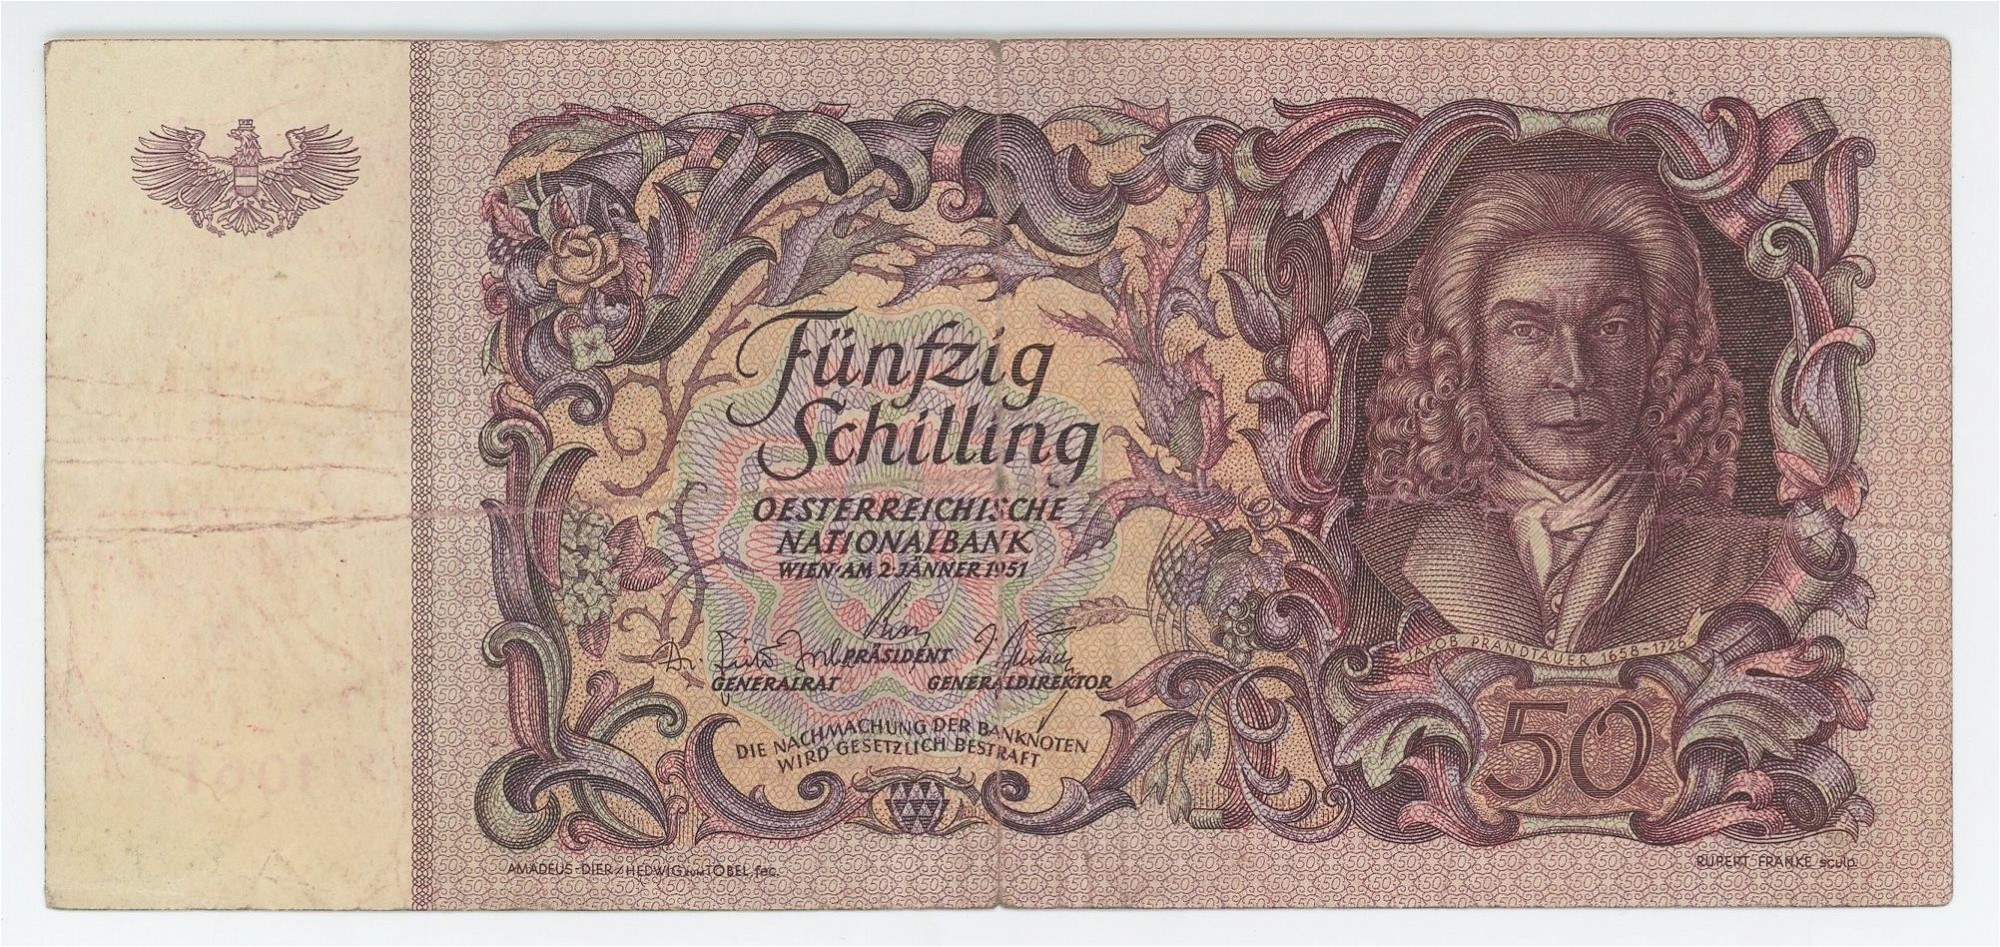 Fünfzig
Schilling
OESTERREICHISCHE
NATIONALBANK
WIEN·AM 2·JÄNNER 1951
PRÄSIDENT
GENERALRAT
GENERALDIREKTOR
DIE NACHMACHUNG DER BANKNOTEN
WIRD GESETZLICH BESTRAFT
JAKOB PRANDTAUER 1658-1726
50
AMADEUS·DIER / HEDWIG ZUM TOBEL, fec.
RUPERT FRANKE sculp.